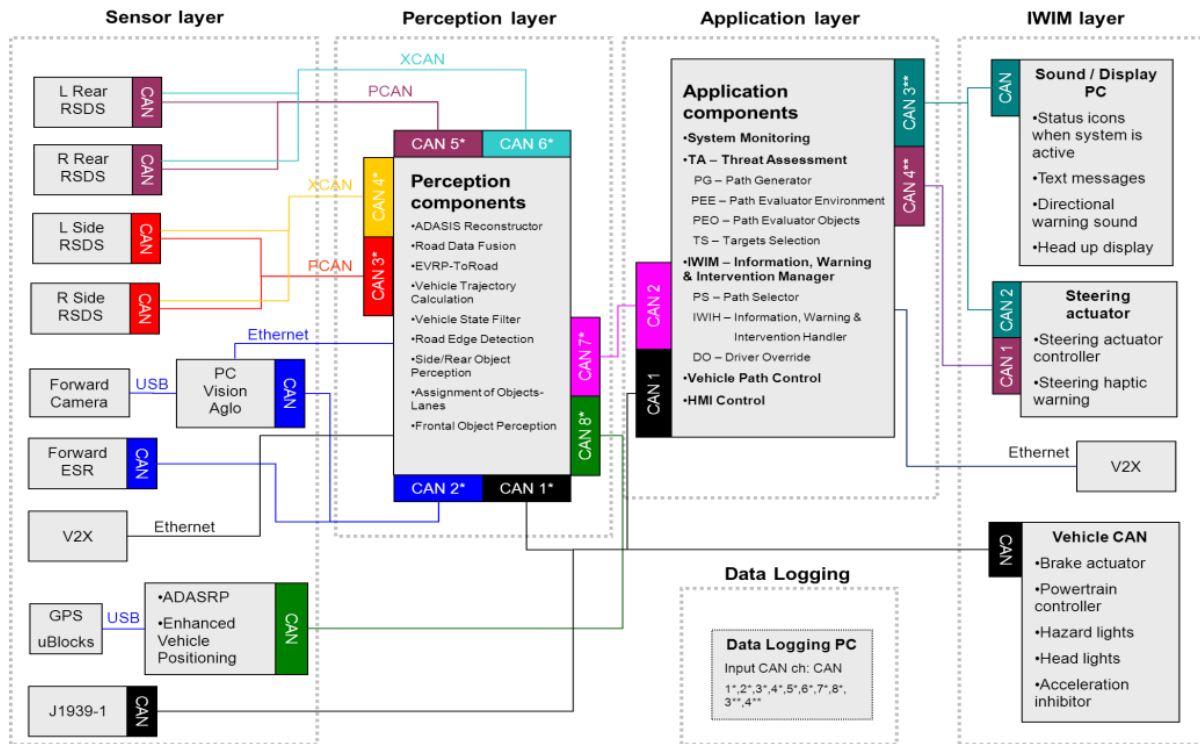 Sensor layer
Perception layer
Application layer
IWIM layer
L Rear
RSDS
CAN
R Rear
RSDS
CAN
L Side
RSDS
CAN
R Side
RSDS
CAN
Forward
Camera
USB
PC
Vision
Aglo
CAN
Ethernet
Forward
ESR
CAN
V2X
Ethernet
GPS
uBlocks
USB
•ADASRP
•Enhanced
Vehicle
Positioning
CAN
J1939-1
CAN
XCAN
PCAN
XCAN
PCAN
CAN 5*
CAN 6*
CAN 4*
CAN 3*
Perception
components
•ADASIS Reconstructor
•Road Data Fusion
•EVRP-ToRoad
•Vehicle Trajectory
Calculation
•Vehicle State Filter
•Road Edge Detection
•Side/Rear Object
Perception
•Assignment of Objects-
Lanes
•Frontal Object Perception
CAN 7*
CAN 8*
CAN 2*
CAN 1*
Application
components
•System Monitoring
•TA – Threat Assessment
PG – Path Generator
PEE – Path Evaluator Environment
PEO – Path Evaluator Objects
TS – Targets Selection
•IWIM – Information, Warning
& Intervention Manager
PS – Path Selector
IWIH – Information, Warning &
Intervention Handler
DO – Driver Override
•Vehicle Path Control
•HMI Control
CAN 3**
CAN 4**
CAN 2
CAN 1
CAN
Sound / Display
PC
•Status icons
when system is
active
•Text messages
•Directional
warning sound
•Head up display
CAN 2
CAN 1
Steering
actuator
•Steering actuator
controller
•Steering haptic
warning
Ethernet
V2X
CAN
Vehicle CAN
•Brake actuator
•Powertrain
controller
•Hazard lights
•Head lights
•Acceleration
inhibitor
Data Logging
Data Logging PC
Input CAN ch: CAN
1*,2*,3*,4*,5*,6*,7*,8*,
3**,4**